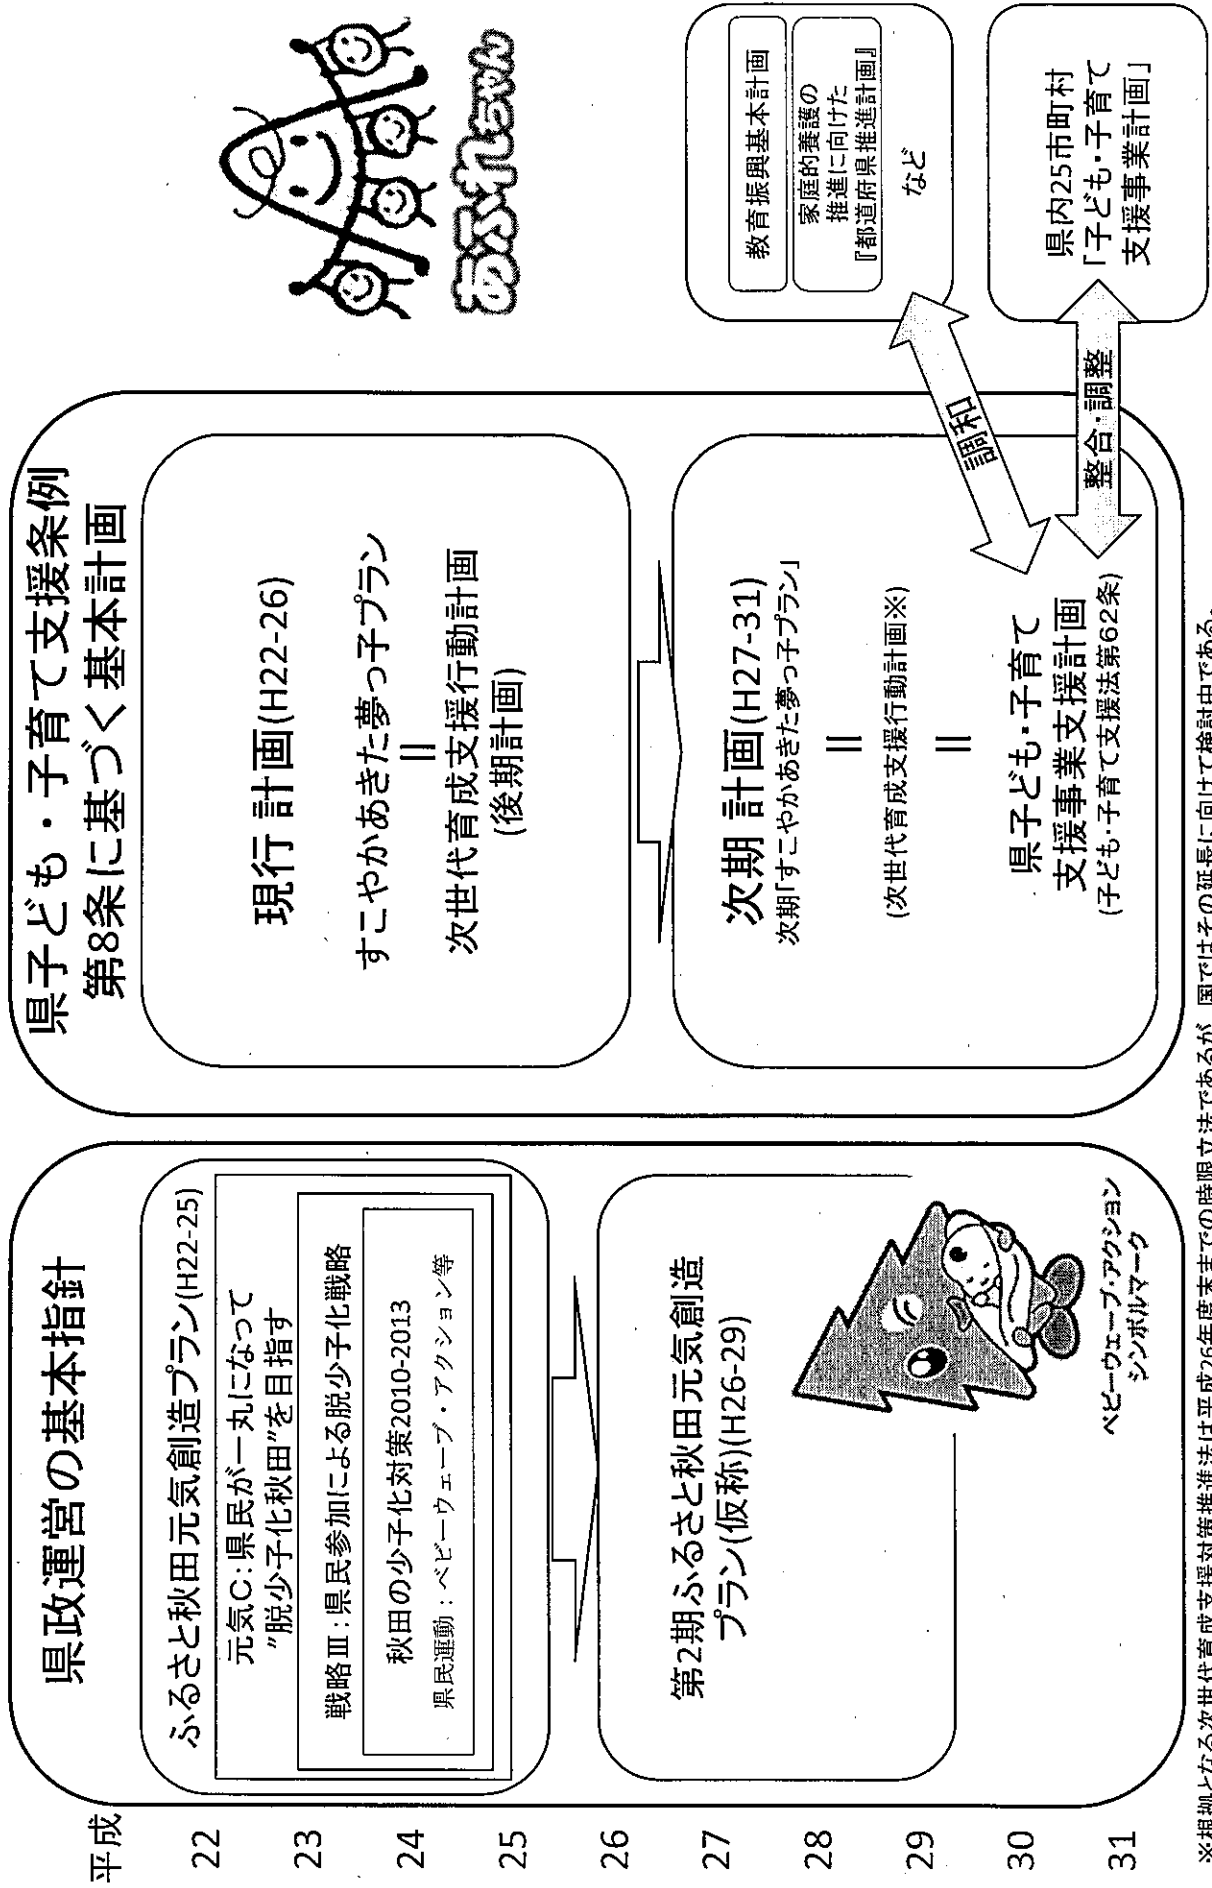 県政運営の基本指針
平成
22
23
24
25
26
27
28
29
30
31
ふるさと秋田元気創造プラン(H22-25)
元気C:県民が一丸になって
"脱少子化秋田"を目指す
戦略Ⅲ:県民参加による脱少子化戦略
秋田の少子化対策2010-2013
県民運動:ベビーウェーブ・アクション等
第2期ふるさと秋田元気創造
プラン(仮称)(H26-29)
ベビーウェーブ・アクション
シンボルマーク
県子ども・子育て支援条例
第8条に基づく基本計画
現行 計画(H22-26)
すこやかあきた夢っ子プラン
=
次世代育成支援行動計画
(後期計画)
次期 計画(H27-31)
次期「すこやかあきた夢っ子プラン」
=
(次世代育成支援行動計画※)
=
県子ども・子育て
支援事業支援計画
(子ども・子育て支援法第62条)
調和
整合・調整
あふれちゃん
教育振興基本計画
家庭的養護の
推進に向けた
『都道府県推進計画』
など
県内25市町村
「子ども・子育て
支援事業計画」
※根拠となる次世代育成支援対策推進法は平成26年度末までの時限立法であるが、国ではその延長に向けて検討中である。